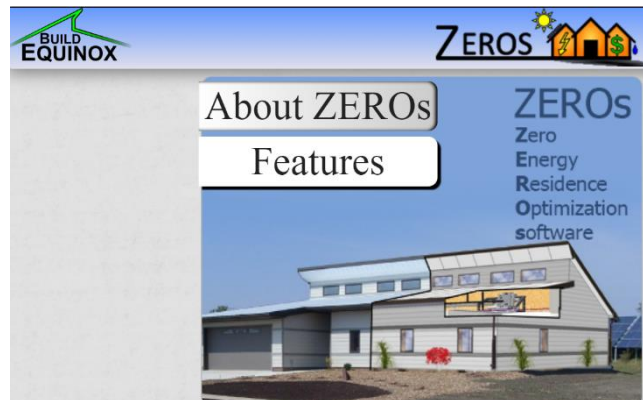 BUILD
EQUINOX
ZEROS
About ZEROs
Features
ZEROs
Zero
Energy
Residence
Optimization
software